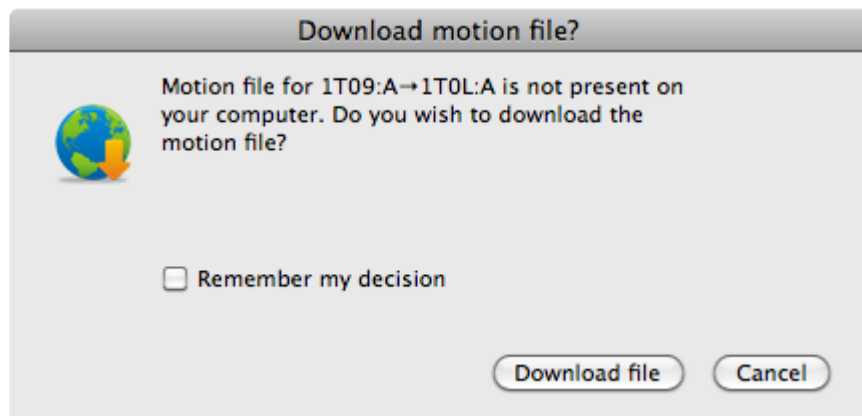 Download motion file?
Motion file for 1T09:A→1T0L:A is not present on
your computer. Do you wish to download the
motion file?
Remember my decision
Download file
Cancel